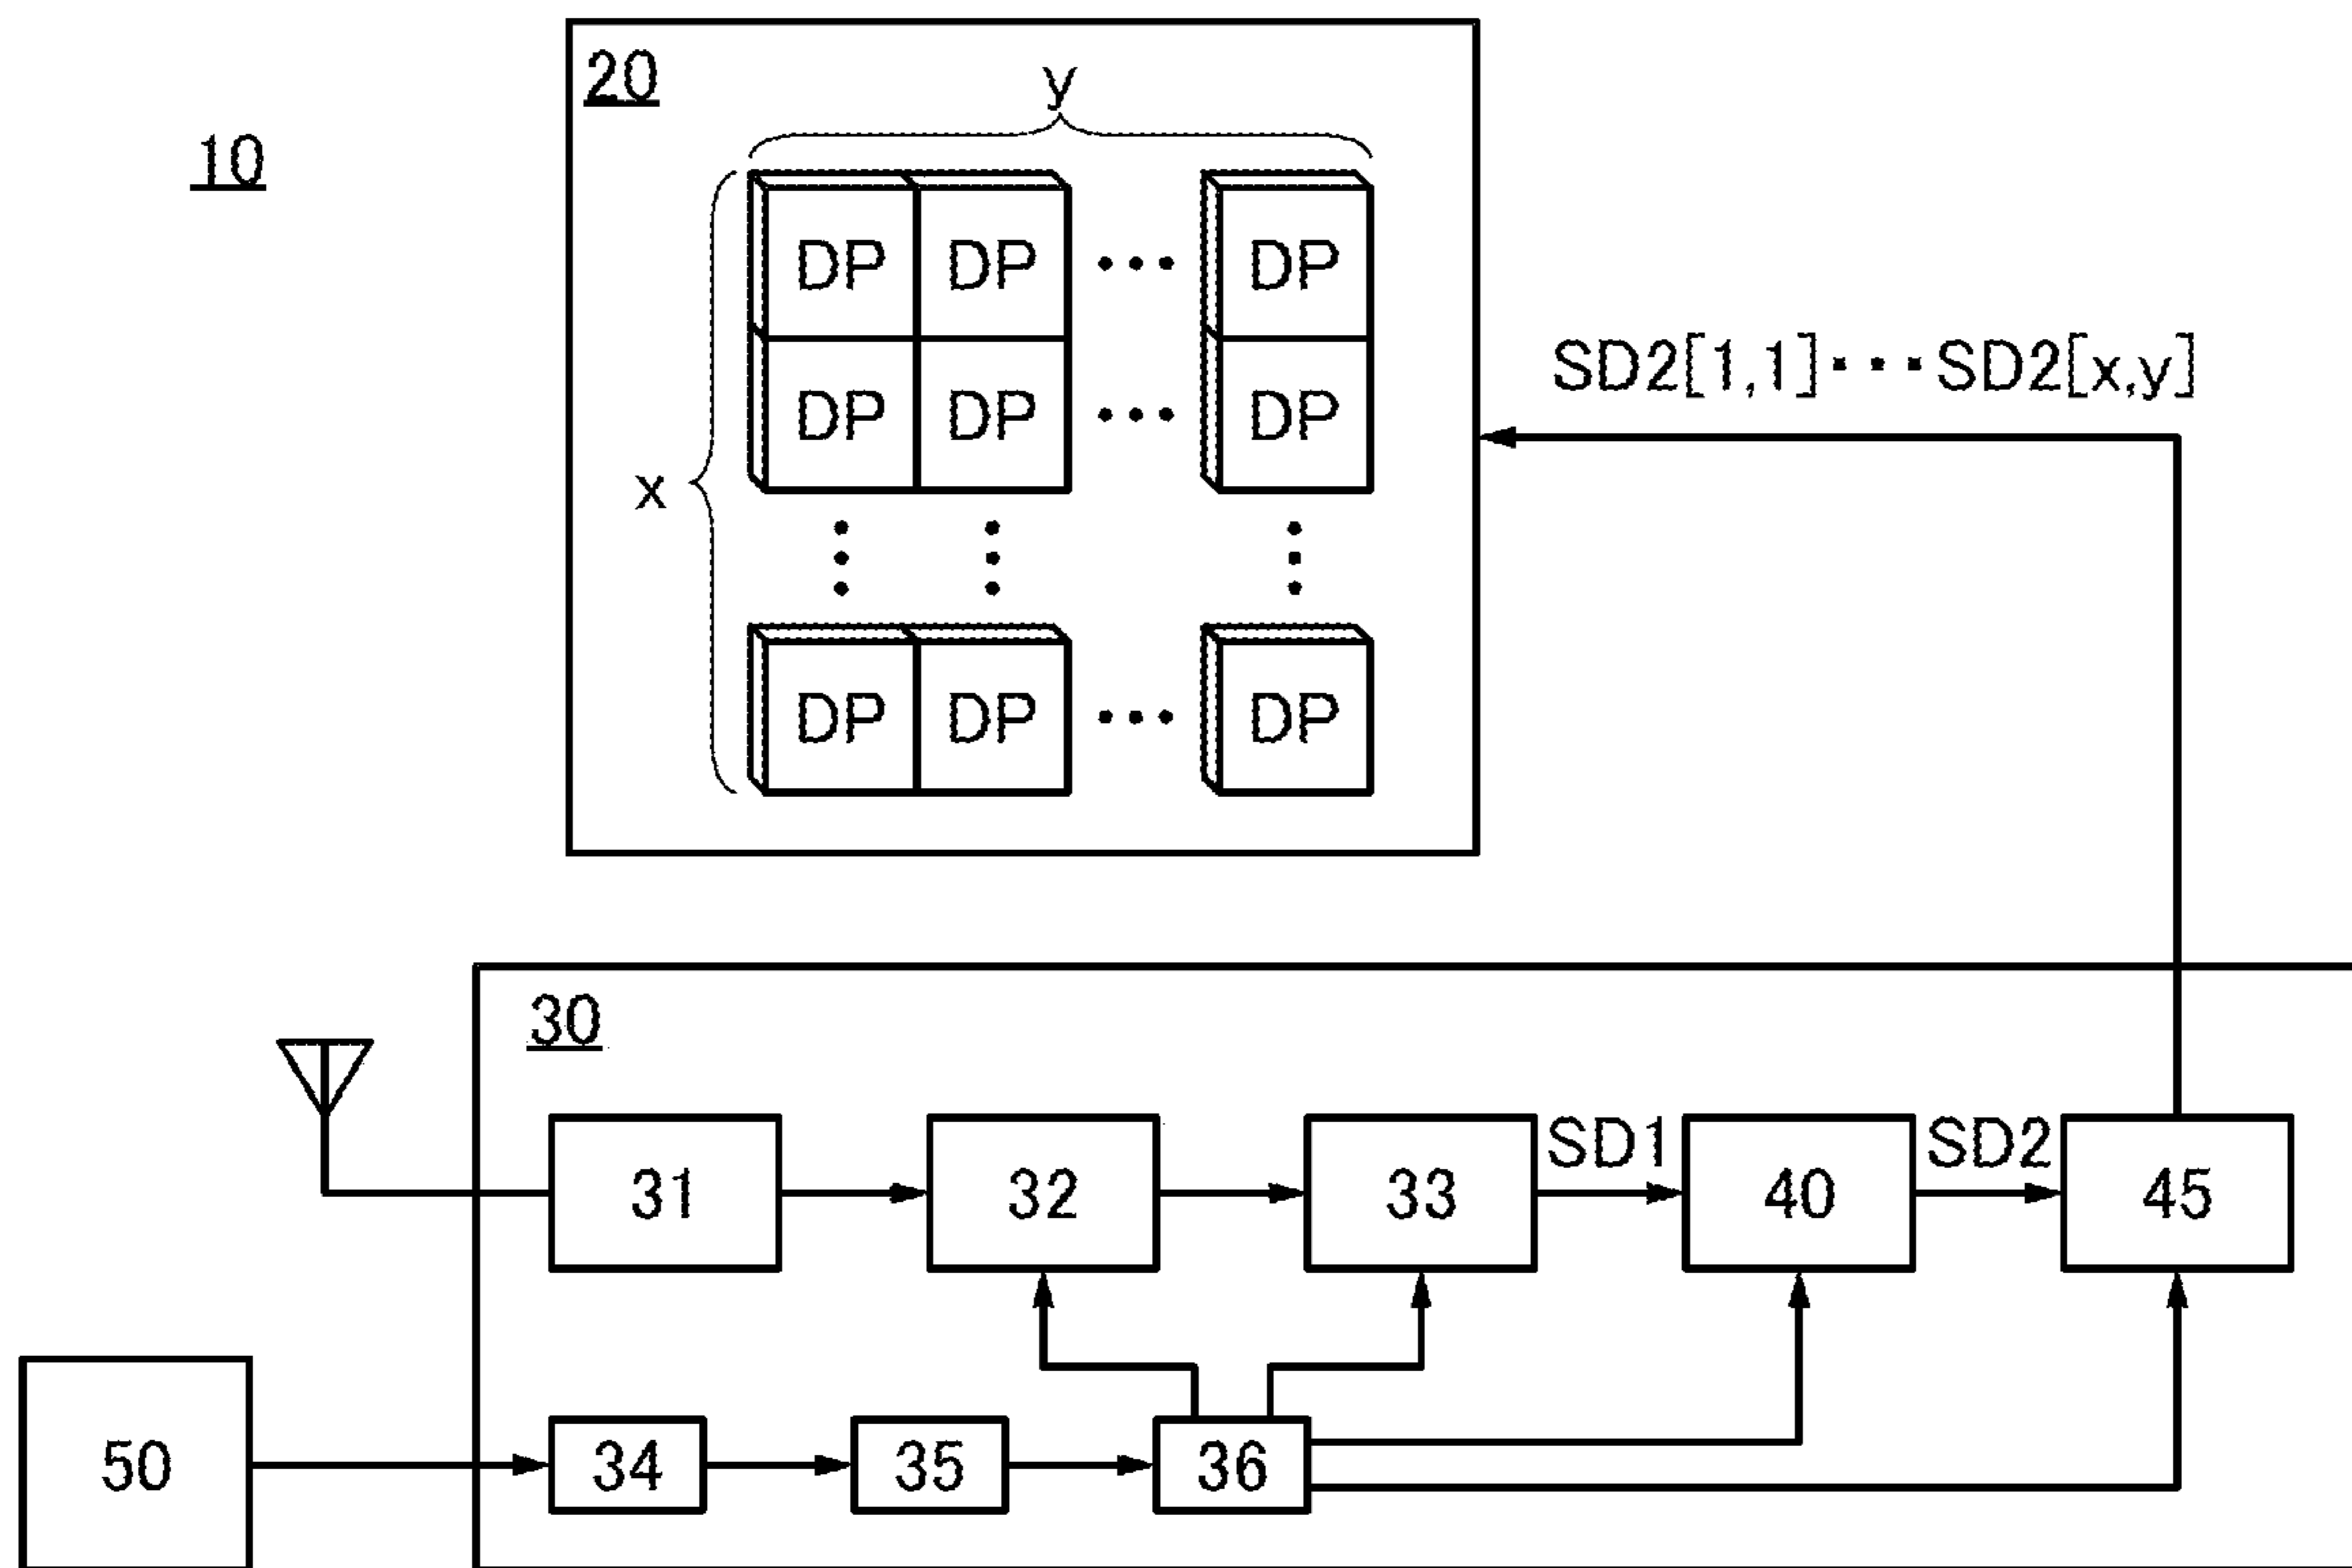 20
y
10
DP DP ••• DP
DP DP ••• DP
SD2[1,1]･･･SD2[x,y]
x
DP DP ••• DP
30
31
32
33
SD1
40
SD2
45
50
34
35
36